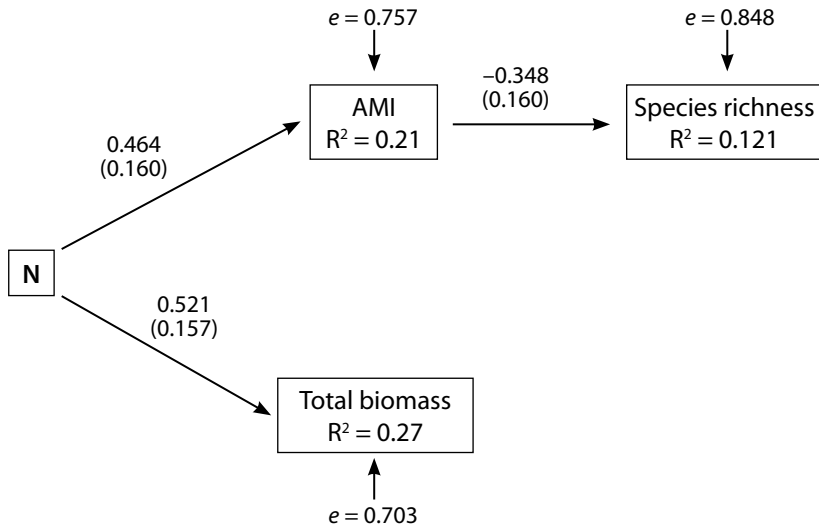 e = 0.757
e = 0.848
–0.348
(0.160)
AMI
R² = 0.21
Species richness
R² = 0.121
0.464
(0.160)
N
0.521
(0.157)
Total biomass
R² = 0.27
e = 0.703